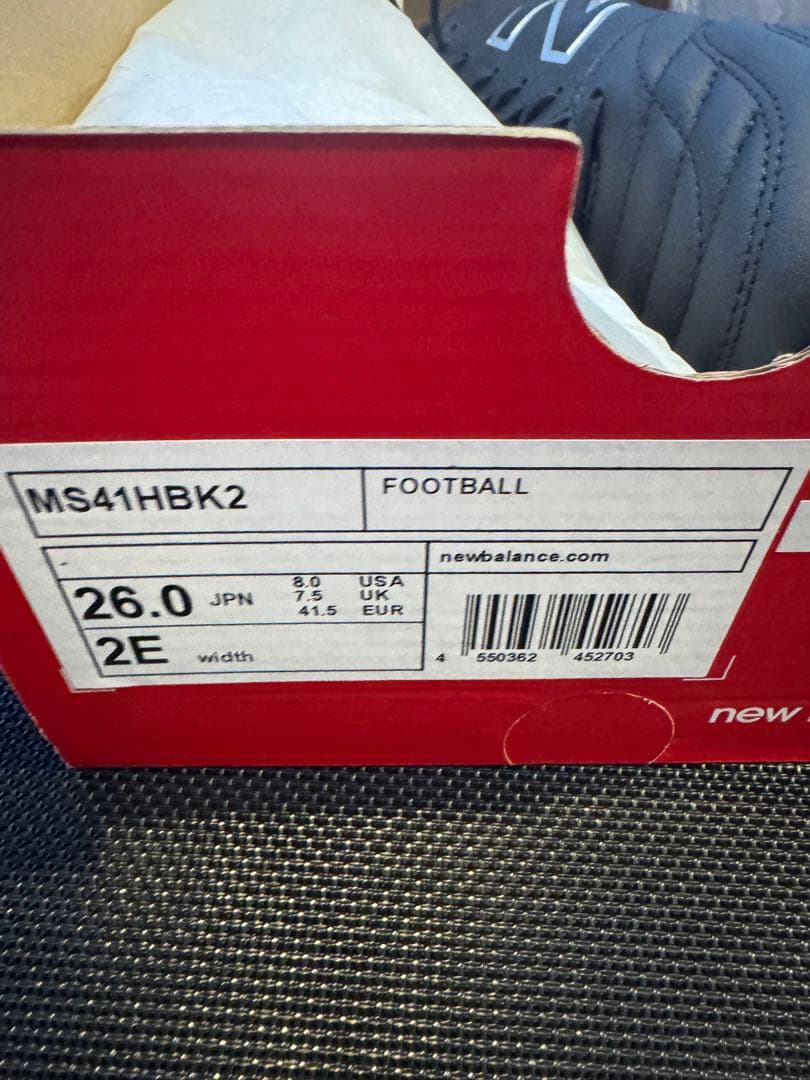 MS41HBK2
FOOTBALL
-
newbalance.com
26.0 JPN
8.0 USA
7.5 UK
41.5 EUR
2E width
4 550362 452703
new